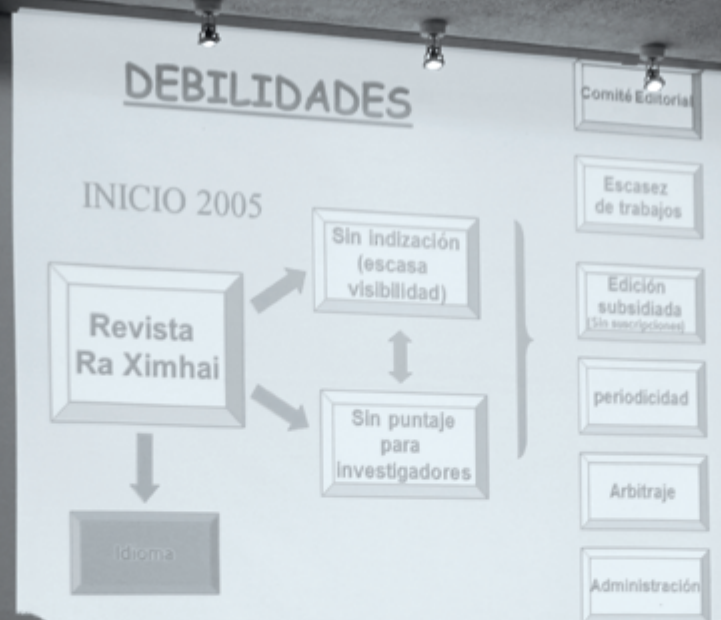 DEBILIDADES
INICIO 2005
Revista
Ra Ximhai
Idioma
Sin indización
(escasa
visibilidad)
Sin puntaje
para
investigadores
Comité Editorial
Escasez
de trabajos
Edición
subsidiada
(Sin suscripciones)
periodicidad
Arbitraje
Administración